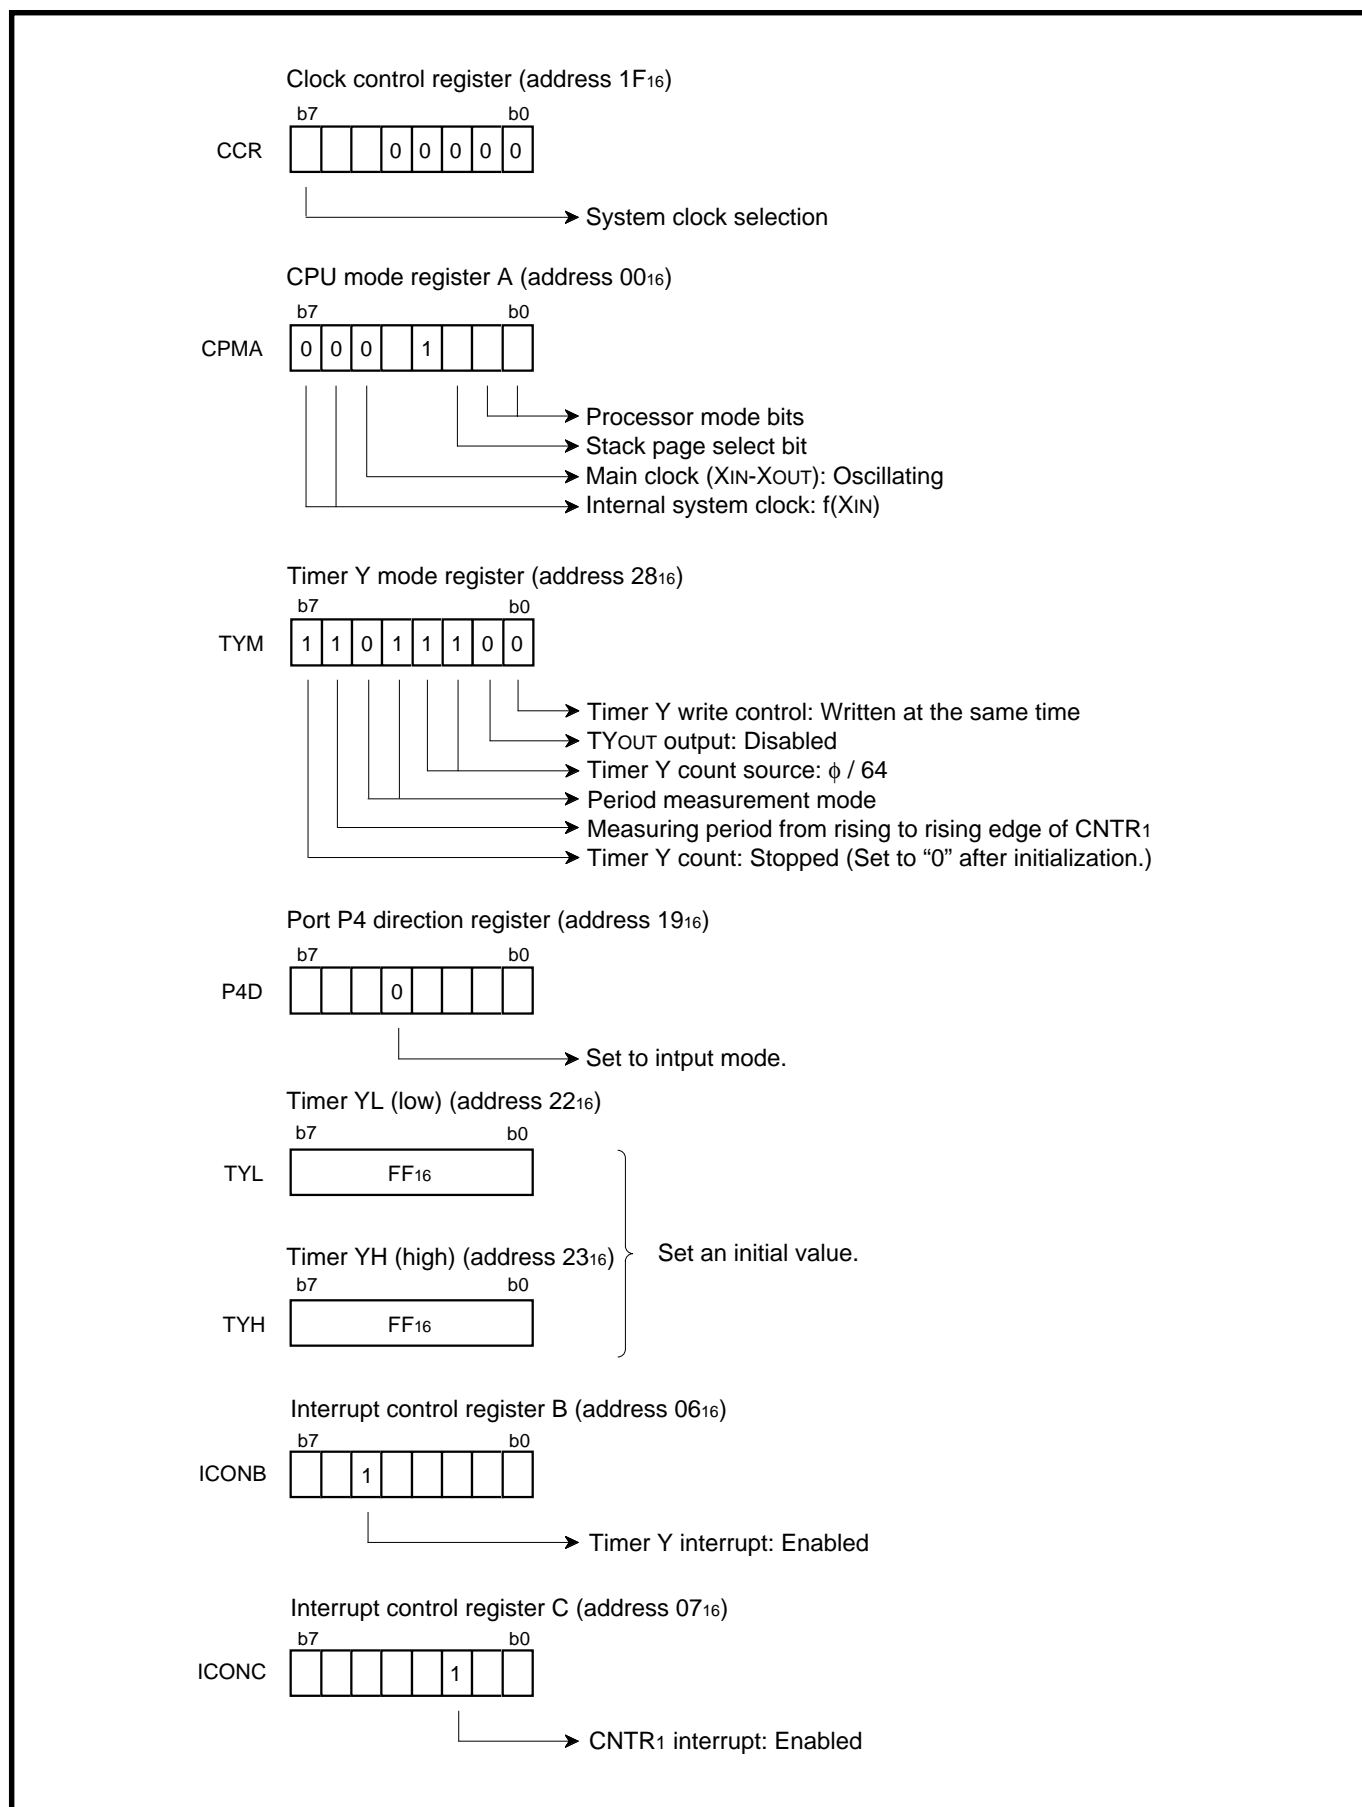 Clock control register (address 1F16)
b7 b0
CCR 0 0 0 0 0
System clock selection
CPU mode register A (address 0016)
b7 b0
CPMA 0 0 0 1
Processor mode bits
Stack page select bit
Main clock (XIN-XOUT): Oscillating
Internal system clock: f(XIN)
Timer Y mode register (address 2816)
b7 b0
TYM 1 1 0 1 1 1 0 0
Timer Y write control: Written at the same time
TYOUT output: Disabled
Timer Y count source: ϕ / 64
Period measurement mode
Measuring period from rising to rising edge of CNTR1
Timer Y count: Stopped (Set to “0” after initialization.)
Port P4 direction register (address 1916)
b7 b0
P4D 0
Set to intput mode.
Timer YL (low) (address 2216)
b7 b0
TYL FF16
Timer YH (high) (address 2316)
Set an initial value.
b7 b0
TYH FF16
Interrupt control register B (address 0616)
b7 b0
ICONB 1
Timer Y interrupt: Enabled
Interrupt control register C (address 0716)
b7 b0
ICONC 1
CNTR1 interrupt: Enabled